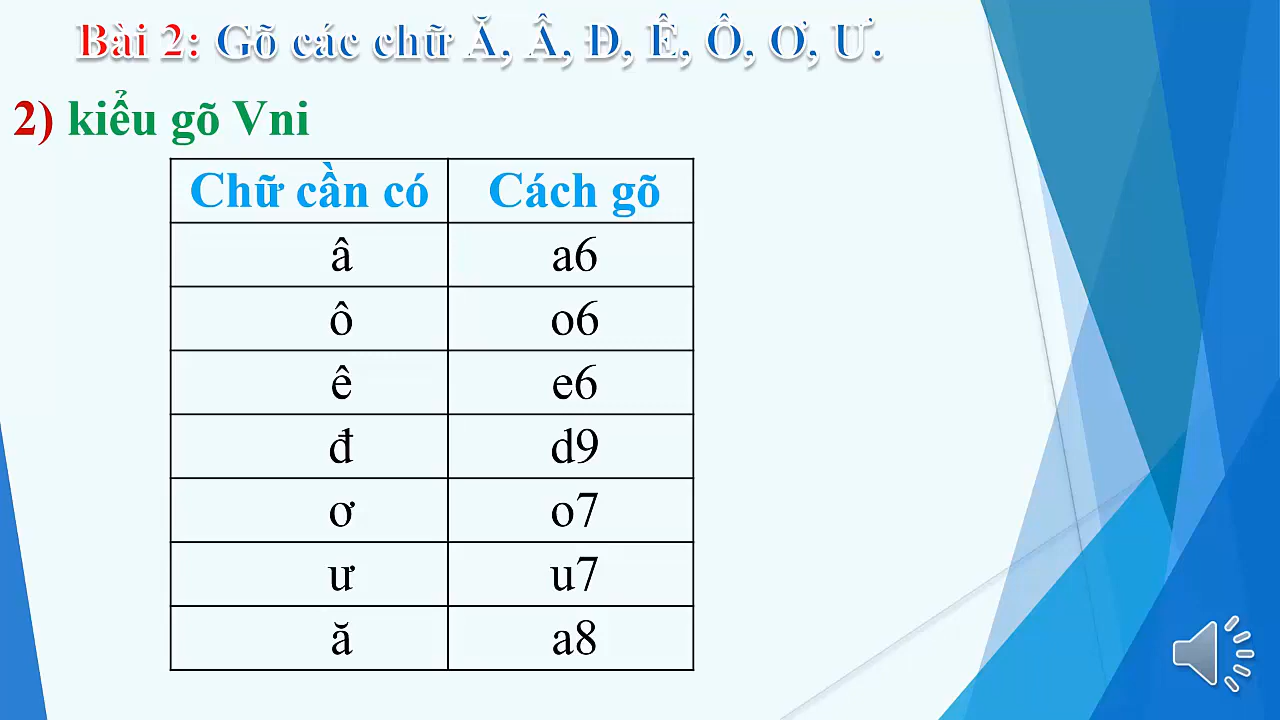 Bài 2: Gõ các chữ Ă, Â, Đ, Ê, Ô, Ơ, Ư.
2) kiểu gõ Vni
Chữ cần có Cách gõ
â a6
ô o6
ê e6
đ d9
ơ o7
ư u7
ă a8